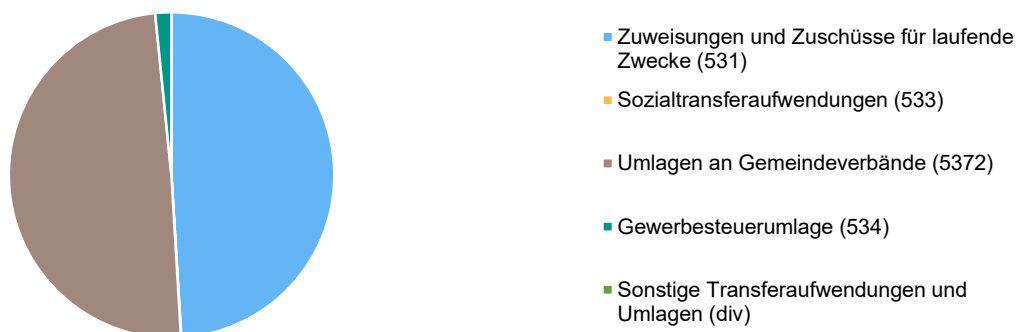 Zuweisungen und Zuschüsse für laufende
Zwecke (531)
Sozialtransferaufwendungen (533)
Umlagen an Gemeindeverbände (5372)
Gewerbesteuerumlage (534)
Sonstige Transferaufwendungen und
Umlagen (div)